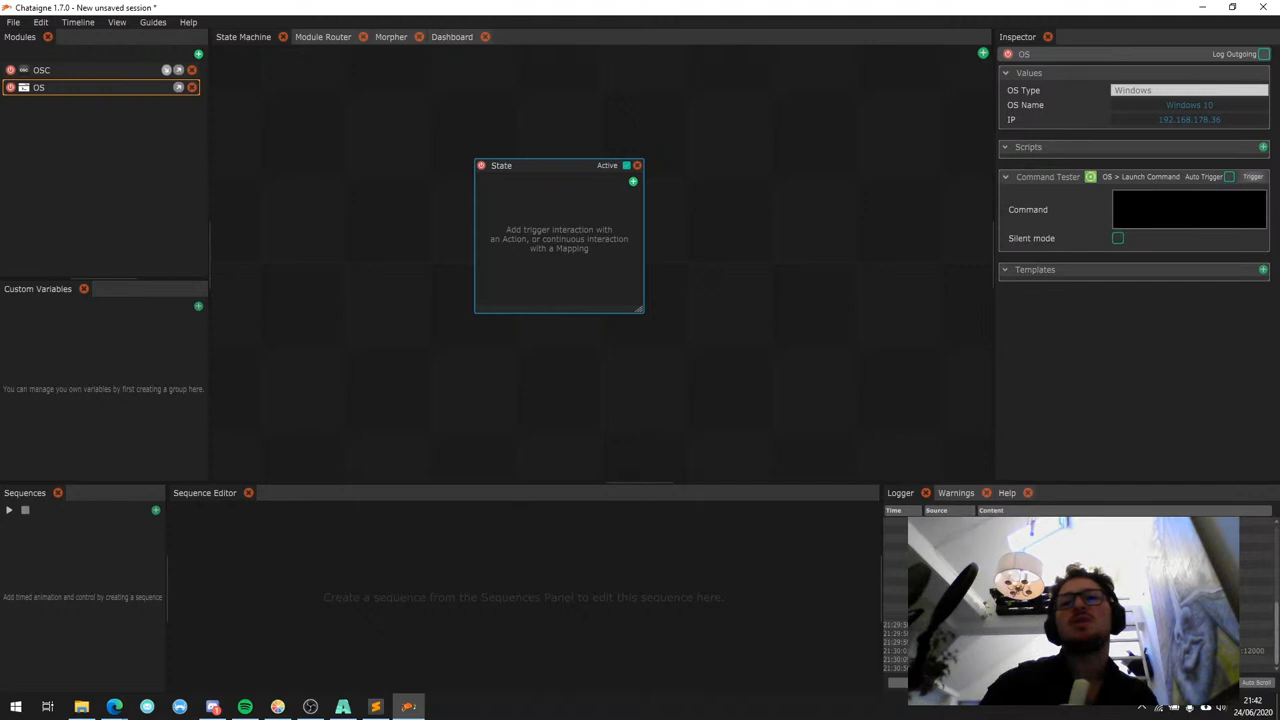 Chataigne 1.7.0 - New unsaved session *
File Edit Timeline View Guides Help
Modules
State Machine Module Router Morpher Dashboard
Inspector
OSC
OS
State Active
Add trigger interaction with
an Action, or continuous interaction
with a Mapping
OS Log Outgoing
Values
OS Type Windows
OS Name Windows 10
IP 192.168.178.36
Scripts
Command Tester OS > Launch Command Auto Trigger Trigger
Command
Silent mode
Templates
Custom Variables
You can manage you own variables by first creating a group here.
Sequences
Add timed animation and control by creating a sequence
Sequence Editor
Create a sequence from the Sequences Panel to edit this sequence here..
Logger Warnings Help
Time Source Content
:12000
Auto Scroll
21:42
24/06/2020